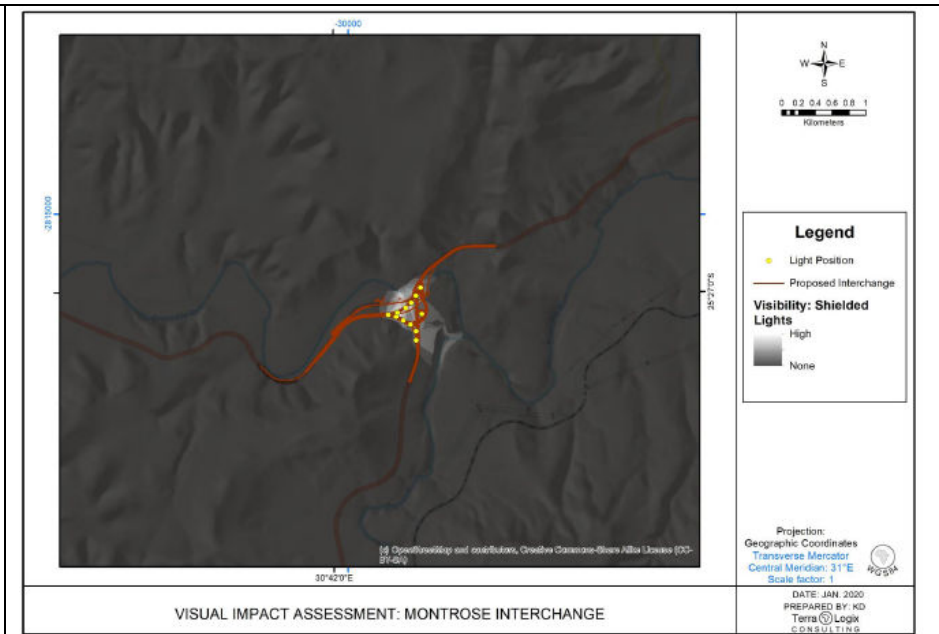 -30000
-2815000
30°42'0"E
25°27'0"S
(c) OpenStreetMap and contributors, Creative Commons-Share Alike License (CC-
BY-SA)
N
W E
S
0 0.2 0.4 0.6 0.8 1
Kilometers
Legend
Light Position
Proposed Interchange
Visibility: Shielded
Lights
High
None
Projection:
Geographic Coordinates
Transverse Mercator
Central Meridian: 31°E
Scale factor: 1
WGS84
VISUAL IMPACT ASSESSMENT: MONTROSE INTERCHANGE
DATE: JAN. 2020
PREPARED BY: KD
Terra Logix
CONSULTING